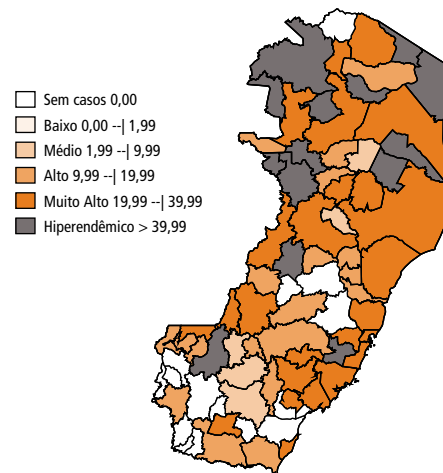 Sem casos 0,00
Baixo 0,00 --| 1,99
Médio 1,99 --| 9,99
Alto 9,99 --| 19,99
Muito Alto 19,99 --| 39,99
Hiperendêmico > 39,99